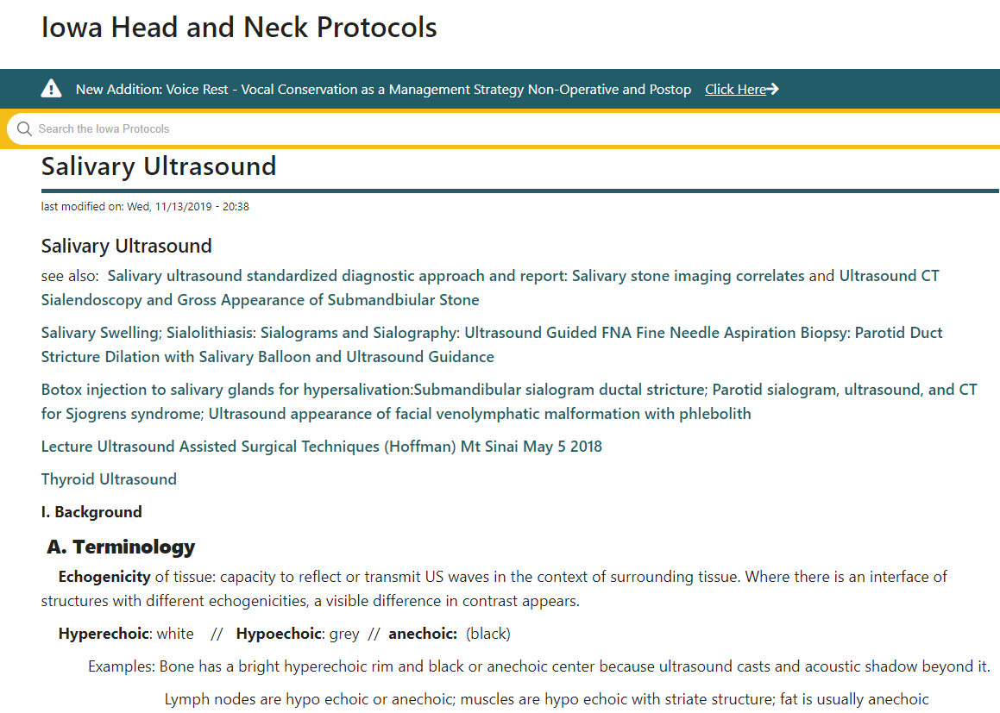 Iowa Head and Neck Protocols
New Addition: Voice Rest - Vocal Conservation as a Management Strategy Non-Operative and Postop Click Here
Search the Iowa Protocols
Salivary Ultrasound
last modified on: Wed, 11/13/2019 - 20:38
Salivary Ultrasound
see also: Salivary ultrasound standardized diagnostic approach and report: Salivary stone imaging correlates and Ultrasound CT
Sialendoscopy and Gross Appearance of Submandbiular Stone
Salivary Swelling; Sialolithiasis: Sialograms and Sialography: Ultrasound Guided FNA Fine Needle Aspiration Biopsy: Parotid Duct
Stricture Dilation with Salivary Balloon and Ultrasound Guidance
Botox injection to salivary glands for hypersalivation:Submandibular sialogram ductal stricture; Parotid sialogram, ultrasound, and CT
for Sjogrens syndrome; Ultrasound appearance of facial venolymphatic malformation with phlebolith
Lecture Ultrasound Assisted Surgical Techniques (Hoffman) Mt Sinai May 5 2018
Thyroid Ultrasound
I. Background
A. Terminology
Echogenicity of tissue: capacity to reflect or transmit US waves in the context of surrounding tissue. Where there is an interface of
structures with different echogenicities, a visible difference in contrast appears.
Hyperechoic: white // Hypoechoic: grey // anechoic: (black)
Examples: Bone has a bright hyperechoic rim and black or anechoic center because ultrasound casts and acoustic shadow beyond it.
Lymph nodes are hypo echoic or anechoic; muscles are hypo echoic with striate structure; fat is usually anechoic